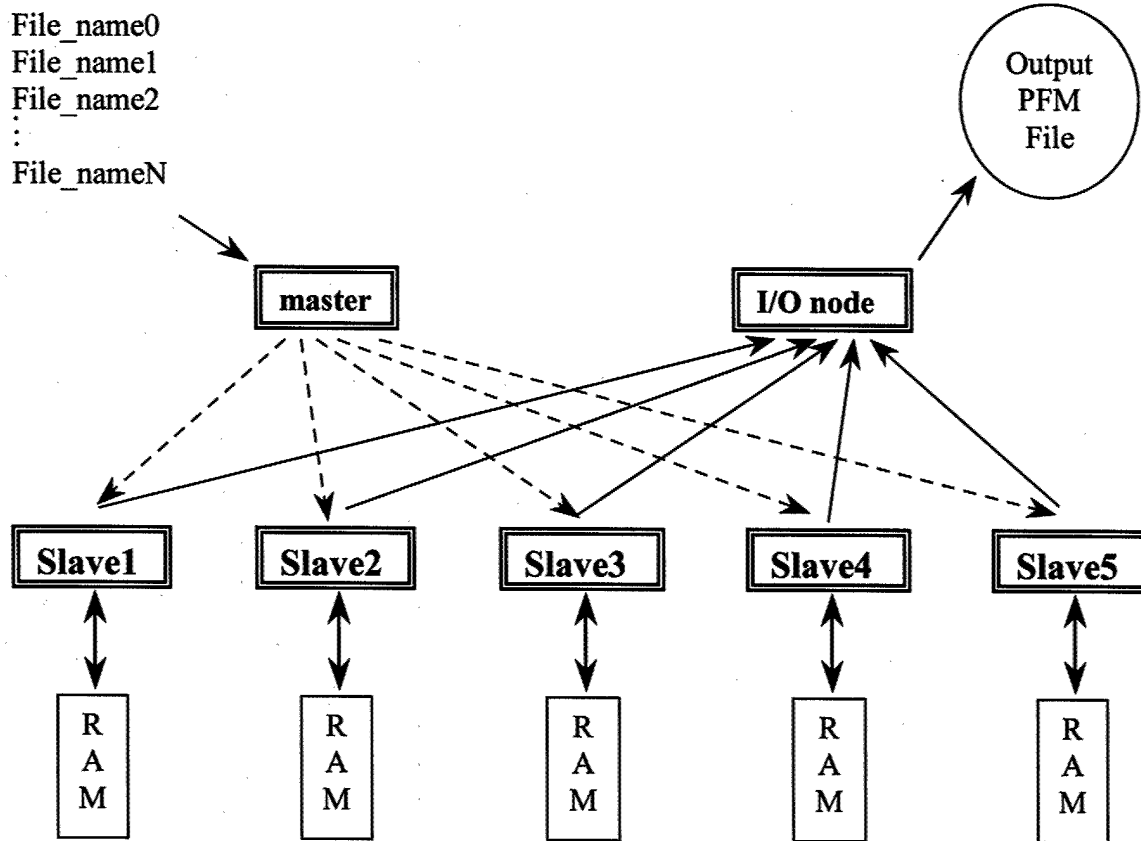 File_name0
File_name1
File_name2
⋮
File_nameN
Output
PFM
File
master
I/O node
Slave1
Slave2
Slave3
Slave4
Slave5
R
A
M
R
A
M
R
A
M
R
A
M
R
A
M